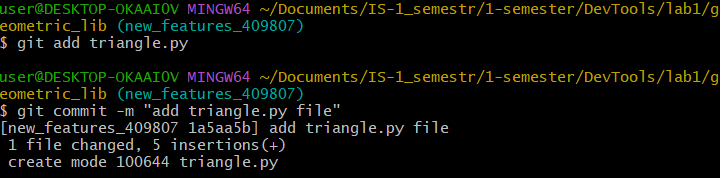 user@DESKTOP-OKAAI0V MINGW64 ~/Documents/IS-1_semestr/1-semester/DevTools/lab1/g
eometric_lib (new_features_409807)
$ git add triangle.py
user@DESKTOP-OKAAI0V MINGW64 ~/Documents/IS-1_semestr/1-semester/DevTools/lab1/g
eometric_lib (new_features_409807)
$ git commit -m "add triangle.py file"
[new_features_409807 1a5aa5b] add triangle.py file
 1 file changed, 5 insertions(+)
 create mode 100644 triangle.py